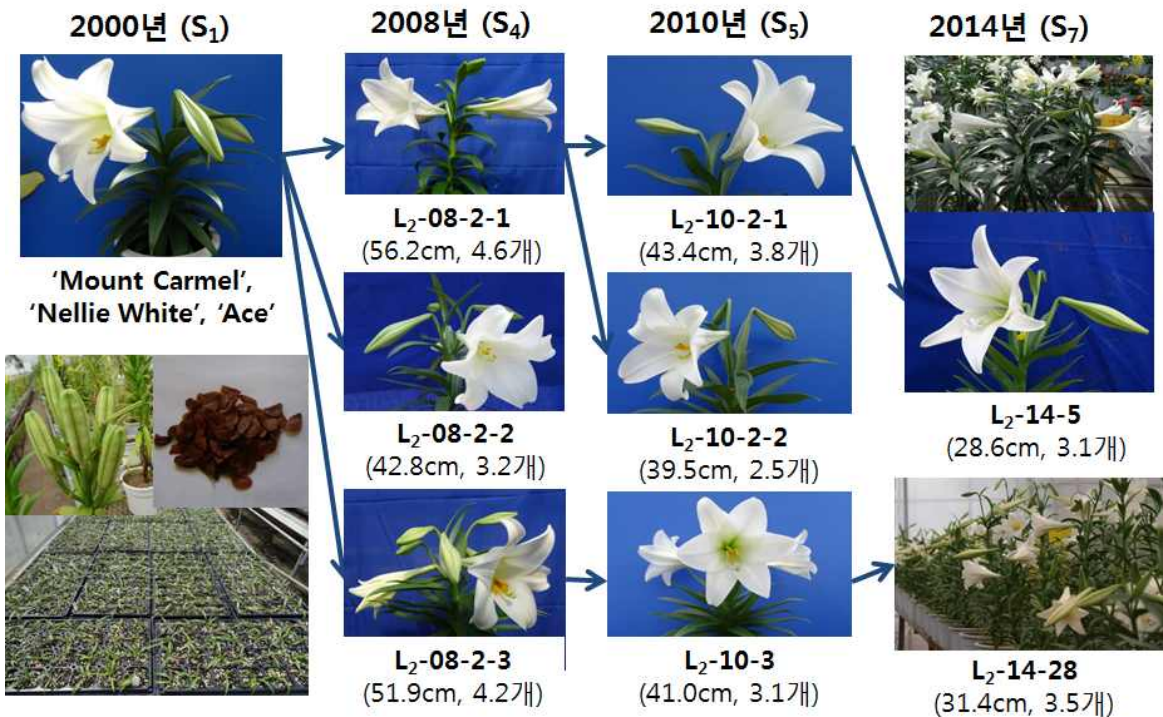 2000년 (S₁)
2008년 (S₄)
2010년 (S₅)
2014년 (S₇)
‘Mount Carmel’,
‘Nellie White’, ‘Ace’
L₂-08-2-1
(56.2cm, 4.6개)
L₂-10-2-1
(43.4cm, 3.8개)
L₂-08-2-2
(42.8cm, 3.2개)
L₂-10-2-2
(39.5cm, 2.5개)
L₂-14-5
(28.6cm, 3.1개)
L₂-08-2-3
(51.9cm, 4.2개)
L₂-10-3
(41.0cm, 3.1개)
L₂-14-28
(31.4cm, 3.5개)